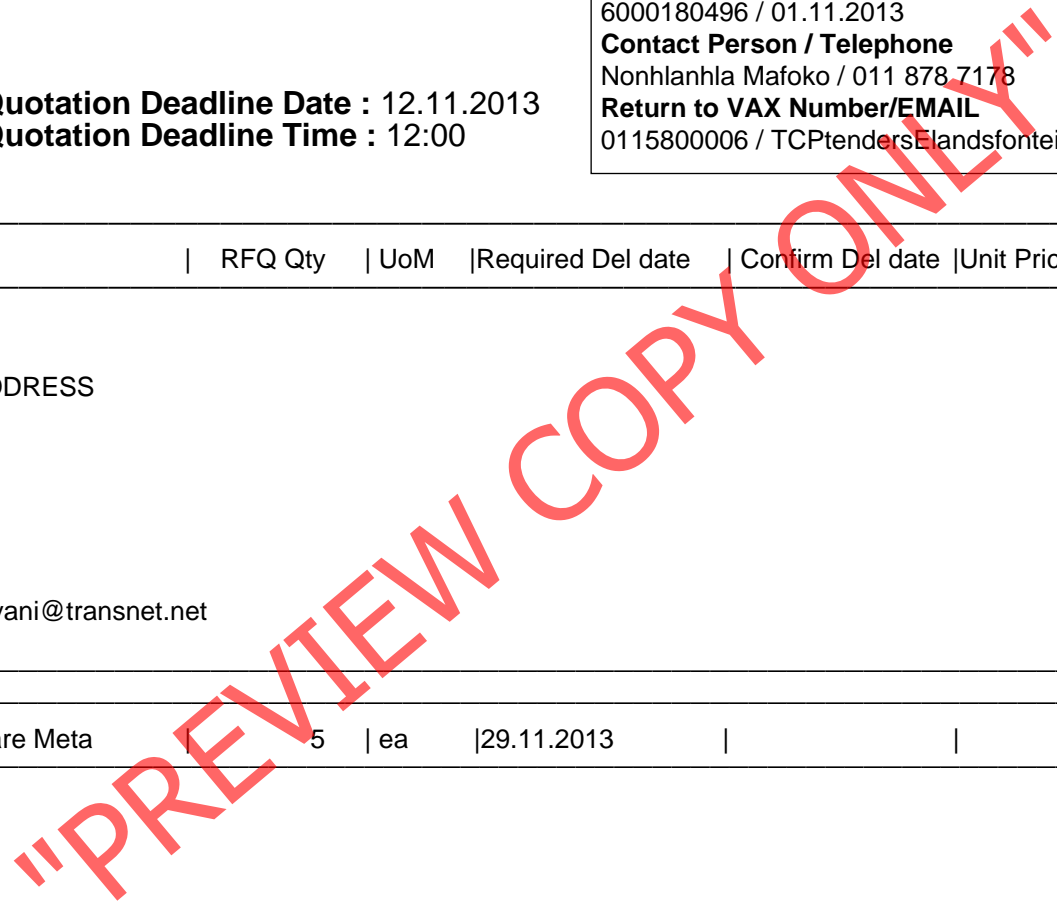 6000180496 / 01.11.2013
Contact Person / Telephone
Nonhlanhla Mafoko / 011 878 7178
Quotation Deadline Date : 12.11.2013
Return to VAX Number/EMAIL
Quotation Deadline Time : 12:00
0115800006 / TCPtendersElandsfontei
| RFQ Qty | UoM |Required Del date | Confirm Del date |Unit Pric
DDRESS
vani@transnet.net
are Meta | 5 | ea |29.11.2013 | |
"PREVIEW COPY ONLY"